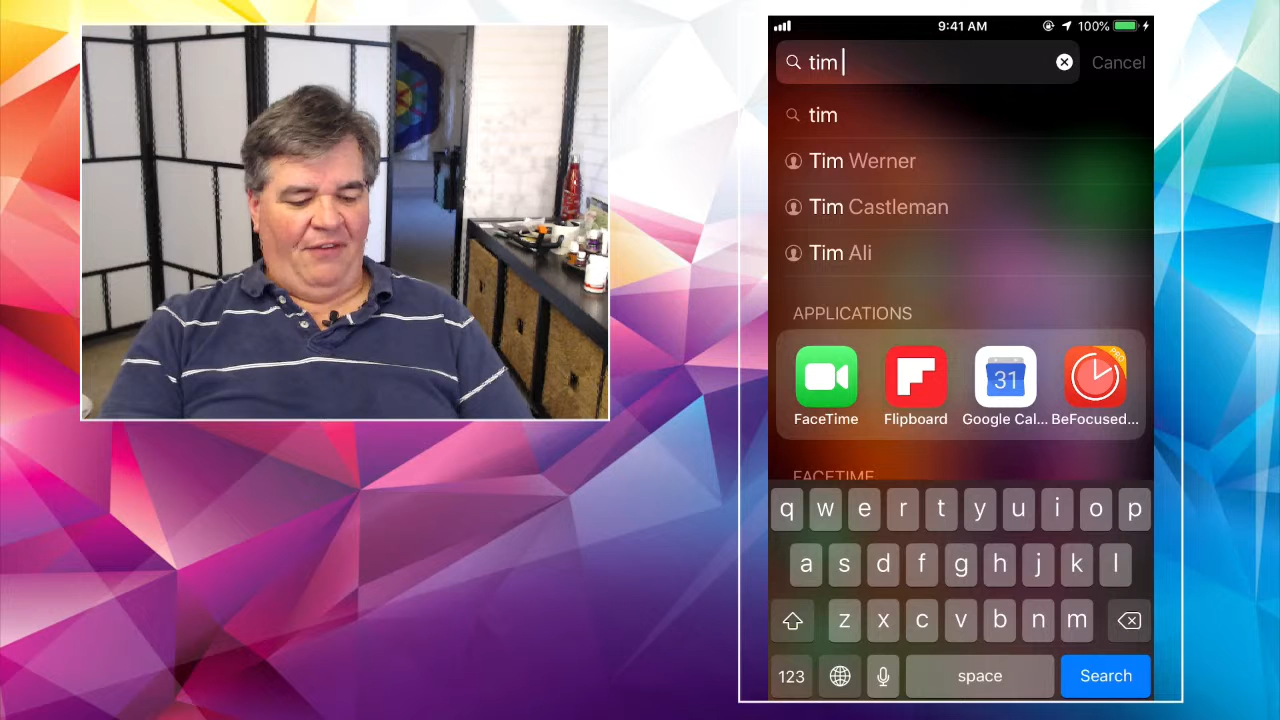 9:41 AM 100%
tim Cancel
tim
Tim Werner
Tim Castleman
Tim Ali
APPLICATIONS
31 PRO
FaceTime Flipboard Google Cal... BeFocused...
FACETIME
q w e r t y u i o p
a s d f g h j k l
z x c v b n m
123 space Search